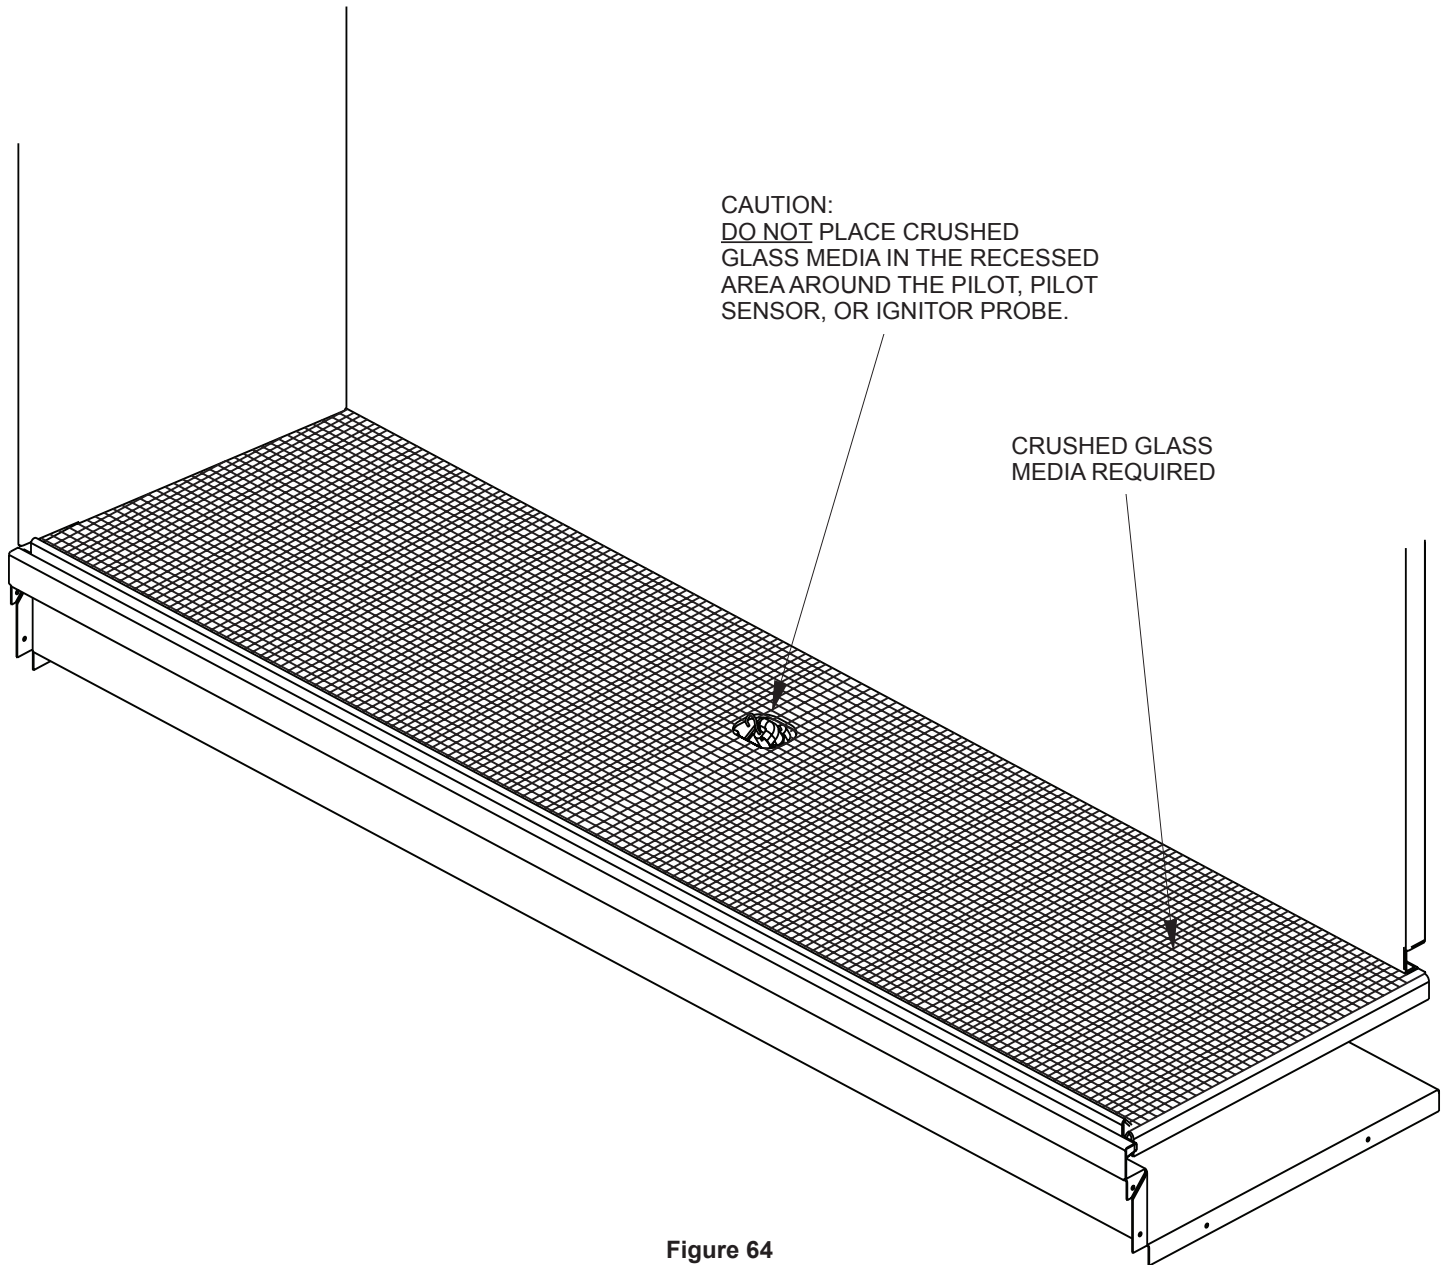 CAUTION:
DO NOT PLACE CRUSHED
GLASS MEDIA IN THE RECESSED
AREA AROUND THE PILOT, PILOT
SENSOR, OR IGNITOR PROBE.
CRUSHED GLASS
MEDIA REQUIRED
Figure 64